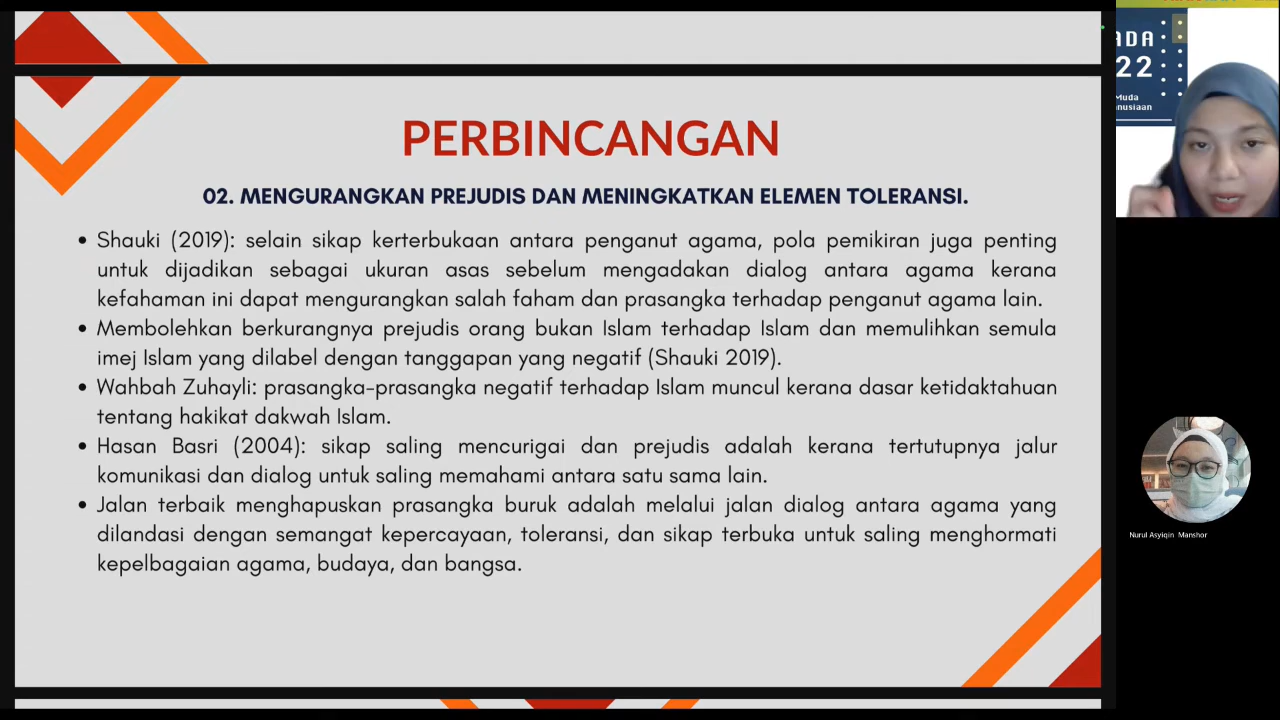 PERBINCANGAN
02. MENGURANGKAN PREJUDIS DAN MENINGKATKAN ELEMEN TOLERANSI.
• Shauki (2019): selain sikap kerterbukaan antara penganut agama, pola pemikiran juga penting
untuk dijadikan sebagai ukuran asas sebelum mengadakan dialog antara agama kerana
kefahaman ini dapat mengurangkan salah faham dan prasangka terhadap penganut agama lain.
• Membolehkan berkurangnya prejudis orang bukan Islam terhadap Islam dan memulihkan semula
imej Islam yang dilabel dengan tanggapan yang negatif (Shauki 2019).
• Wahbah Zuhayli: prasangka-prasangka negatif terhadap Islam muncul kerana dasar ketidaktahuan
tentang hakikat dakwah Islam.
• Hasan Basri (2004): sikap saling mencurigai dan prejudis adalah kerana tertutupnya jalur
komunikasi dan dialog untuk saling memahami antara satu sama lain.
• Jalan terbaik menghapuskan prasangka buruk adalah melalui jalan dialog antara agama yang
dilandasi dengan semangat kepercayaan, toleransi, dan sikap terbuka untuk saling menghormati
kepelbagaian agama, budaya, dan bangsa.
ADA
22
Muda
nusiaan
Nurul Asyiqin Manshor